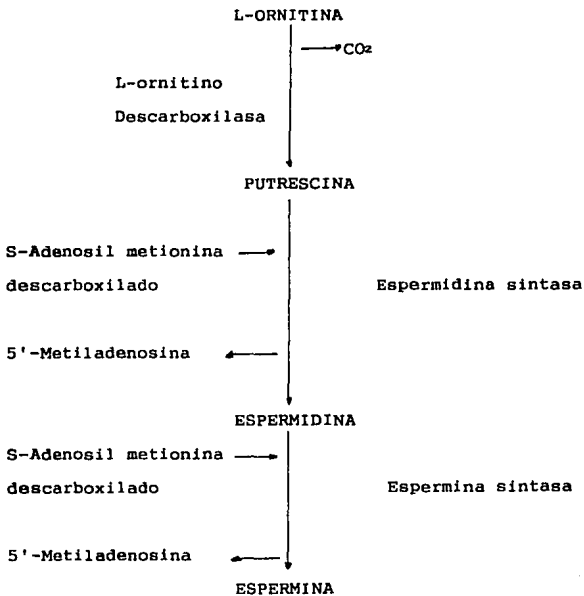 L-ORNITINA
CO2
L-ornitino
Descarboxilasa
PUTRESCINA
S-Adenosil metionina
descarboxilado
Espermidina sintasa
5'-Metiladenosina
ESPERMIDINA
S-Adenosil metionina
descarboxilado
Espermina sintasa
5'-Metiladenosina
ESPERMINA